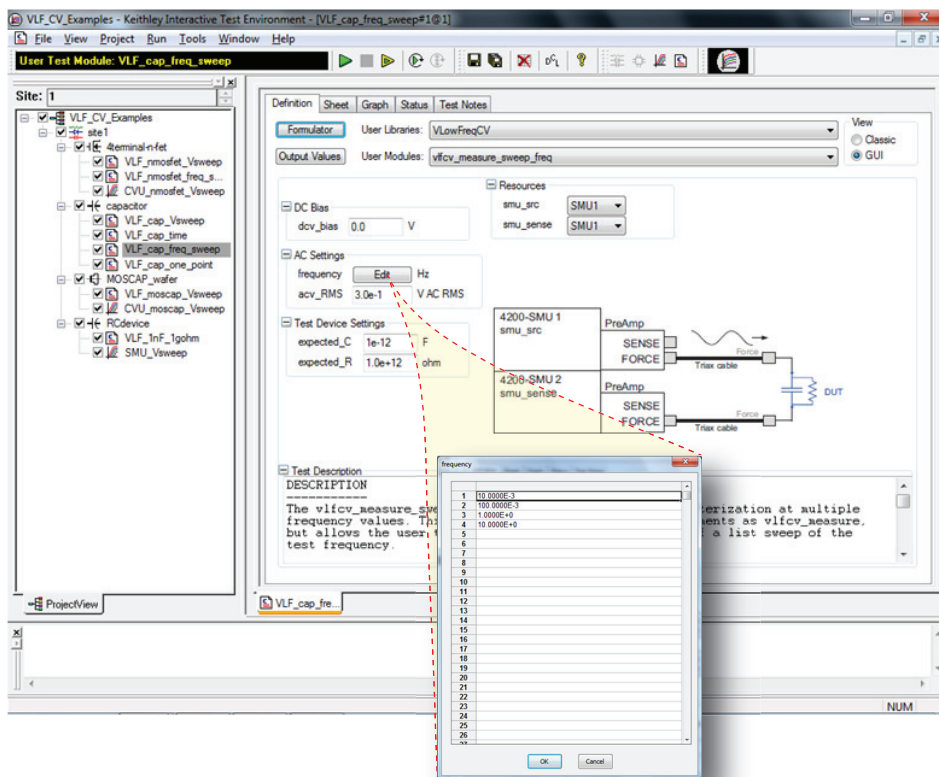 VLF_CV_Examples - Keithley Interactive Test Environment - [VLF_cap_freq_sweep#1@1]
File View Project Run Tools Window Help
User Test Module: VLF_cap_freq_sweep
Site: 1
VLF_CV_Examples
site1
4terminal-n-fet
VLF_nmosfet_Vsweep
VLF_nmosfet_freq_s...
CVU_nmosfet_Vsweep
capacitor
VLF_cap_Vsweep
VLF_cap_time
VLF_cap_freq_sweep
VLF_cap_one_point
MOSCAP_wafer
VLF_moscap_Vsweep
CVU_moscap_Vsweep
RCdevice
VLF_1nF_1gohm
SMU_Vsweep
ProjectView
Definition Sheet Graph Status Test Notes
Formulator User Libraries: VLowFreqCV
Output Values User Modules: vlfcv_measure_sweep_freq
View
Classic
GUI
DC Bias
dcv_bias 0.0 V
Resources
smu_src SMU1
smu_sense SMU1
AC Settings
frequency Edit Hz
acv_RMS 3.0e-1 V AC RMS
Test Device Settings
expected_C 1e-12 F
expected_R 1.0e+12 ohm
4200-SMU 1
smu_src
PreAmp
SENSE
FORCE
Force
Triax cable
4200-SMU 2
smu_sense
PreAmp
SENSE
FORCE
Force
Triax cable
DUT
Test Description
DESCRIPTION
-----------
The vlfcv_measure_swe terization at multiple
frequency values. Thi ments as vlfcv_measure,
but allows the user t f a list sweep of the
test frequency.
VLF_cap_fre...
frequency
1 10.0000E-3
2 100.0000E-3
3 1.0000E+0
4 10.0000E+0
5
6
7
8
9
10
11
12
13
14
15
16
17
18
19
20
21
22
23
24
25
26
OK Cancel
NUM